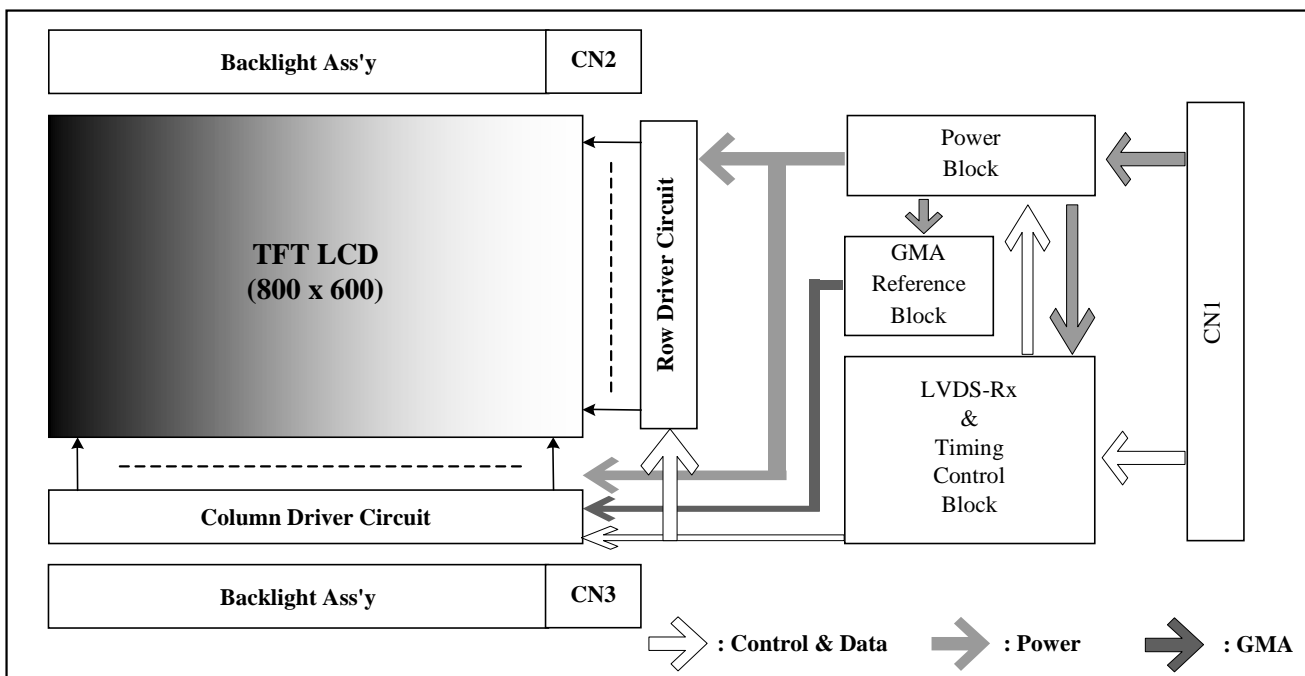 Backlight Ass'y
CN2
TFT LCD
(800 x 600)
Row Driver Circuit
Power
Block
GMA
Reference
Block
LVDS-Rx
&
Timing
Control
Block
CN1
Column Driver Circuit
Backlight Ass'y
CN3
: Control & Data
: Power
: GMA